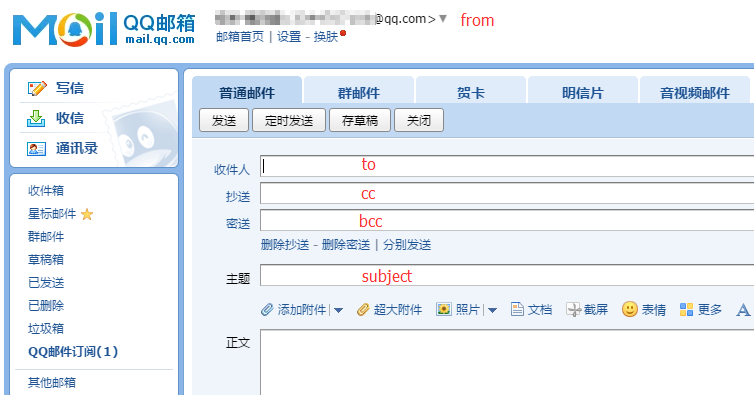 Mail QQ邮箱 mail.qq.com
@qq.com>▼ from
邮箱首页 | 设置 - 换肤
写信
收信
通讯录
收件箱
星标邮件
群邮件
草稿箱
已发送
已删除
垃圾箱
QQ邮件订阅(1)
其他邮箱
普通邮件 群邮件 贺卡 明信片 音视频邮件
发送 定时发送 存草稿 关闭
收件人 to
抄送 cc
密送 bcc
删除抄送 - 删除密送 | 分别发送
主题 subject
添加附件 | 超大附件 照片 | 文档 截屏 表情 更多 A
正文